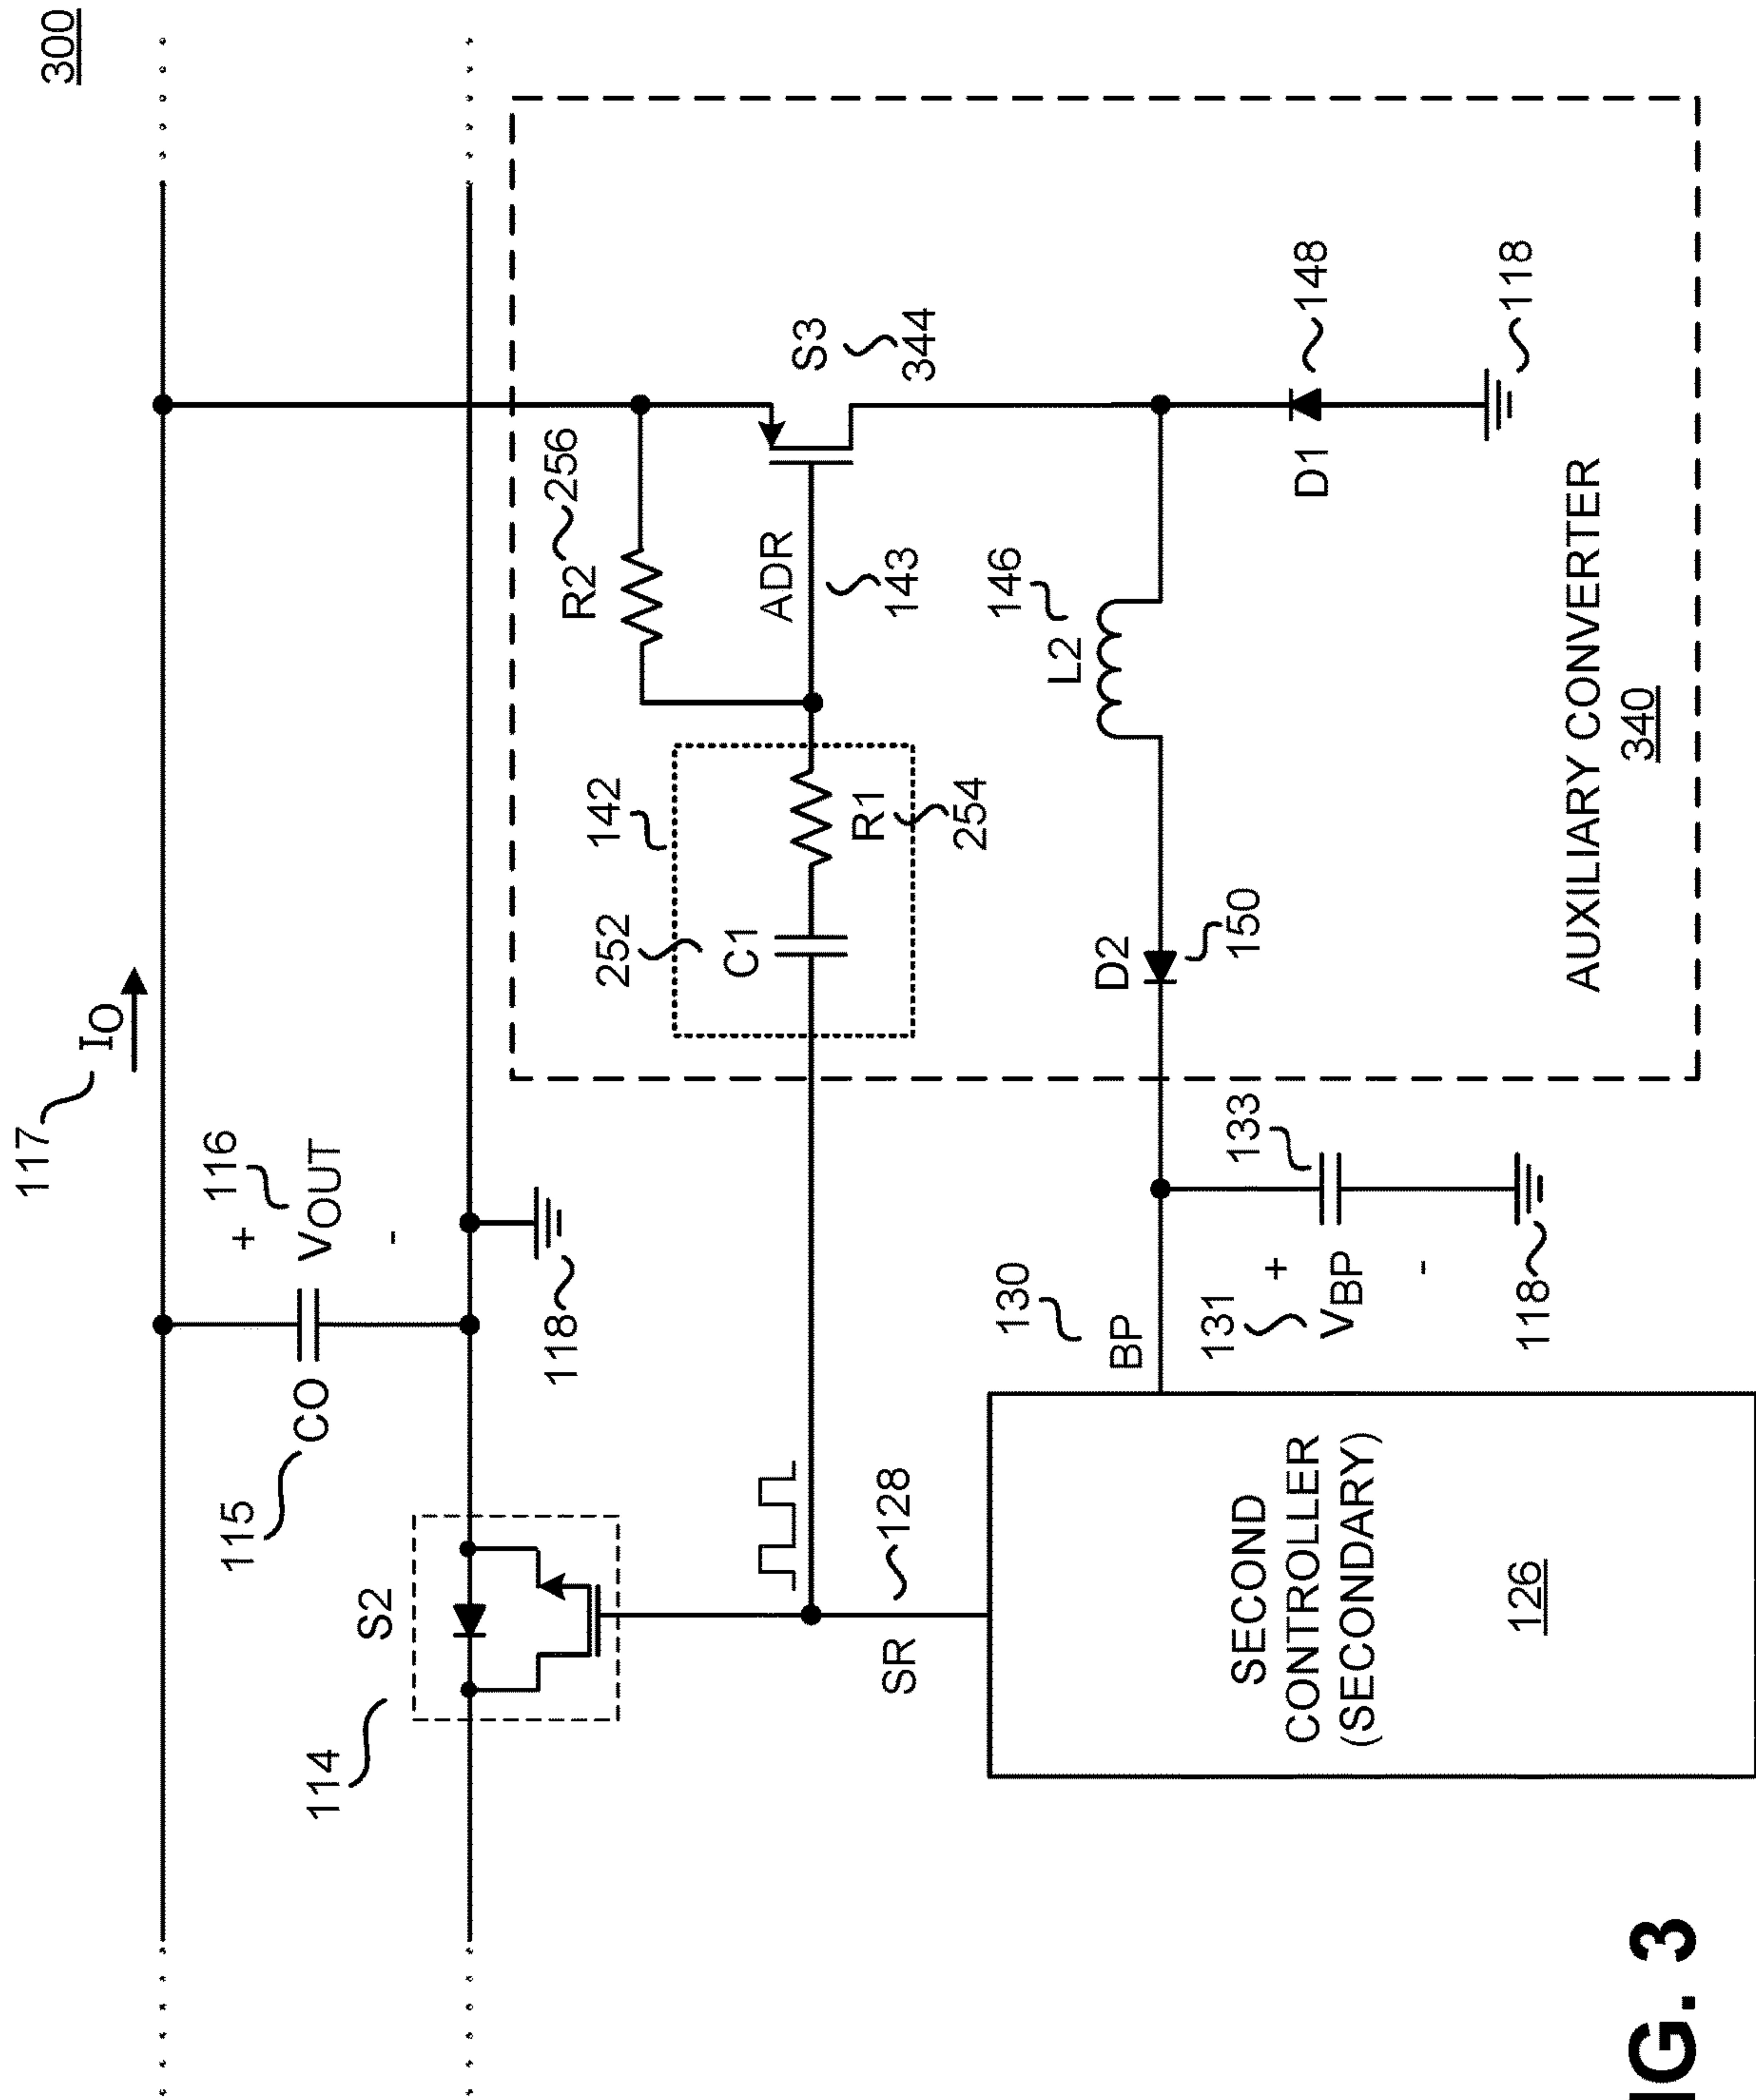 300
117
IO
116
+
VOUT
-
115
CO
118
S2
114
SR
128
SECOND
CONTROLLER
(SECONDARY)
126
130
BP
131
+
VBP
-
133
118
142
252
C1
R1
254
R2
256
ADR
143
S3
344
146
L2
D2
150
D1
148
118
AUXILIARY CONVERTER
340
IG. 3